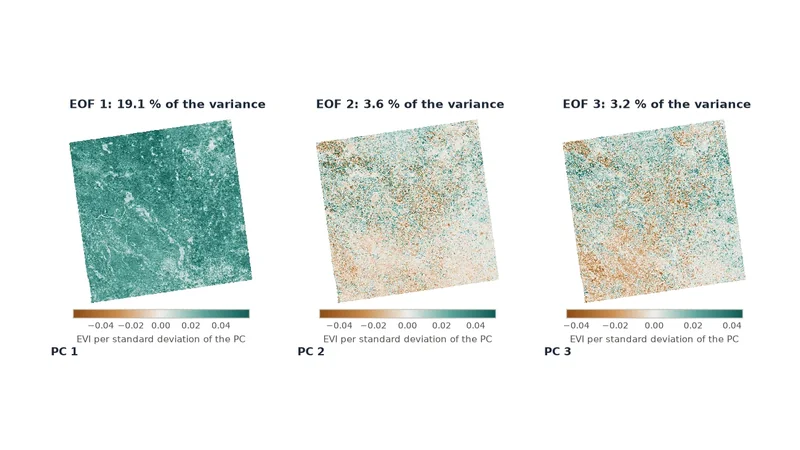 EOF 1: 19.1 % of the variance
EOF 2: 3.6 % of the variance
EOF 3: 3.2 % of the variance
−0.04 −0.02 0.00 0.02 0.04
−0.04 −0.02 0.00 0.02 0.04
−0.04 −0.02 0.00 0.02 0.04
EVI per standard deviation of the PC
EVI per standard deviation of the PC
EVI per standard deviation of the PC
PC 1
PC 2
PC 3